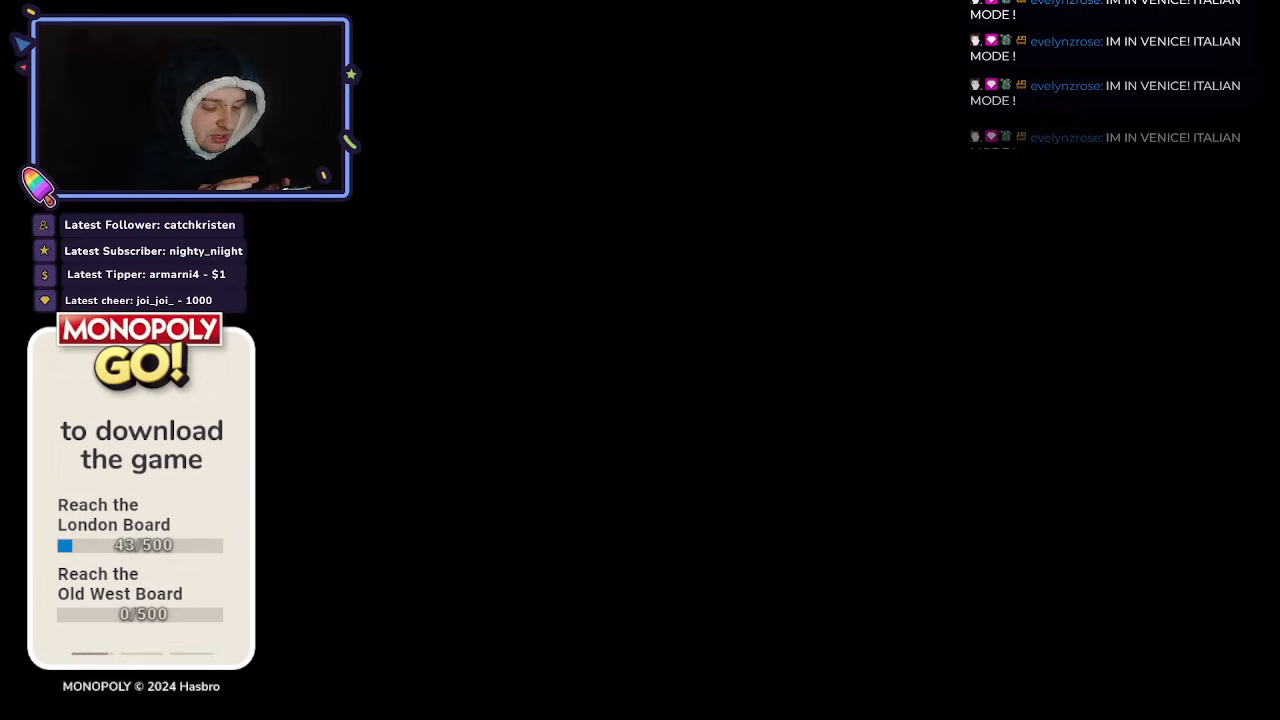 evelynzrose: IM IN VENICE! ITALIAN
MODE !
evelynzrose: IM IN VENICE! ITALIAN
MODE !
evelynzrose: IM IN VENICE! ITALIAN
MODE !
evelynzrose: IM IN VENICE! ITALIAN
Latest Follower: catchkristen
Latest Subscriber: nighty_niight
Latest Tipper: armarni4 - $1
Latest cheer: joi_joi_ - 1000
MONOPOLY
GO!
to download
the game
Reach the
London Board
43/500
Reach the
Old West Board
0/500
MONOPOLY © 2024 Hasbro